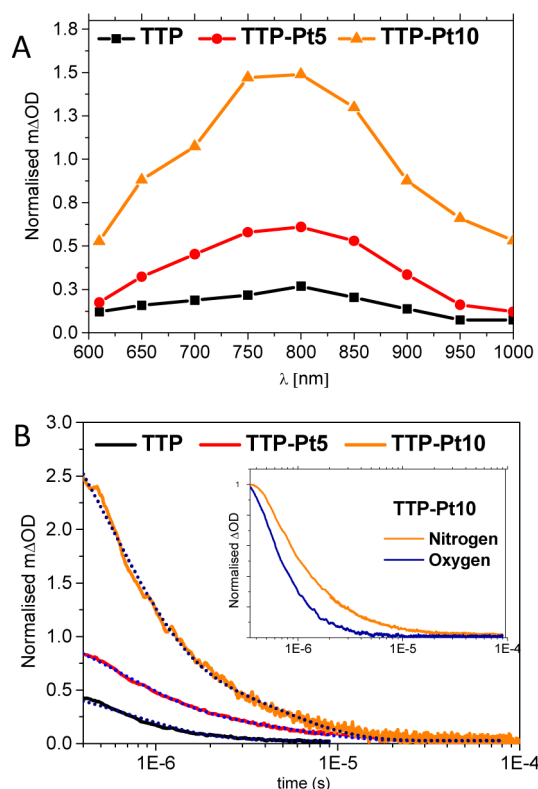 A
TTP TTP-Pt5 TTP-Pt10
Normalised m∆OD
1.8
1.5
1.3
1.0
0.8
0.5
0.3
0.0
600 650 700 750 800 850 900 950 1000
λ [nm]
B
TTP TTP-Pt5 TTP-Pt10
Normalised m∆OD
3.0
2.5
2.0
1.5
1.0
0.5
0.0
1E-6 1E-5 1E-4
time (s)
Normalised ∆OD
1
TTP-Pt10
Nitrogen
Oxygen
1E-6 1E-5 1E-4